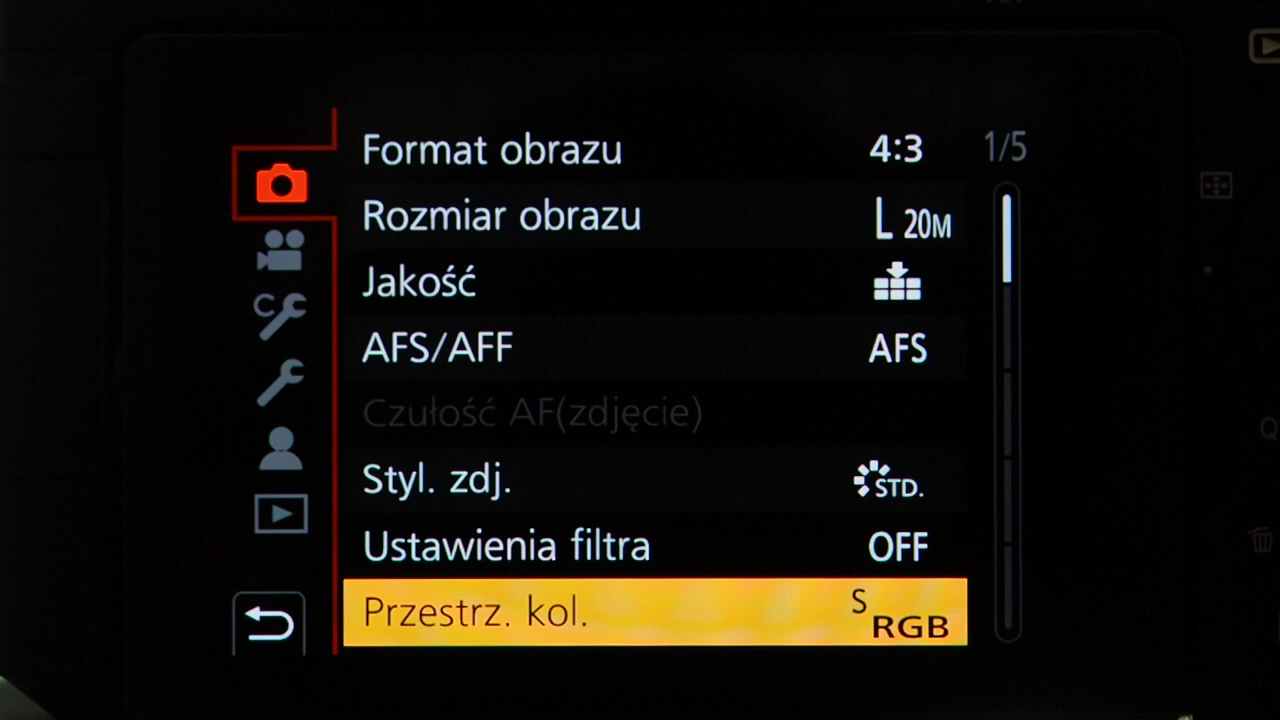 Format obrazu 4:3 1/5
Rozmiar obrazu L 20M
Jakość
AFS/AFF AFS
Czułość AF(zdjęcie)
Styl. zdj. STD.
Ustawienia filtra OFF
Przestrz. kol. S RGB
C
Q